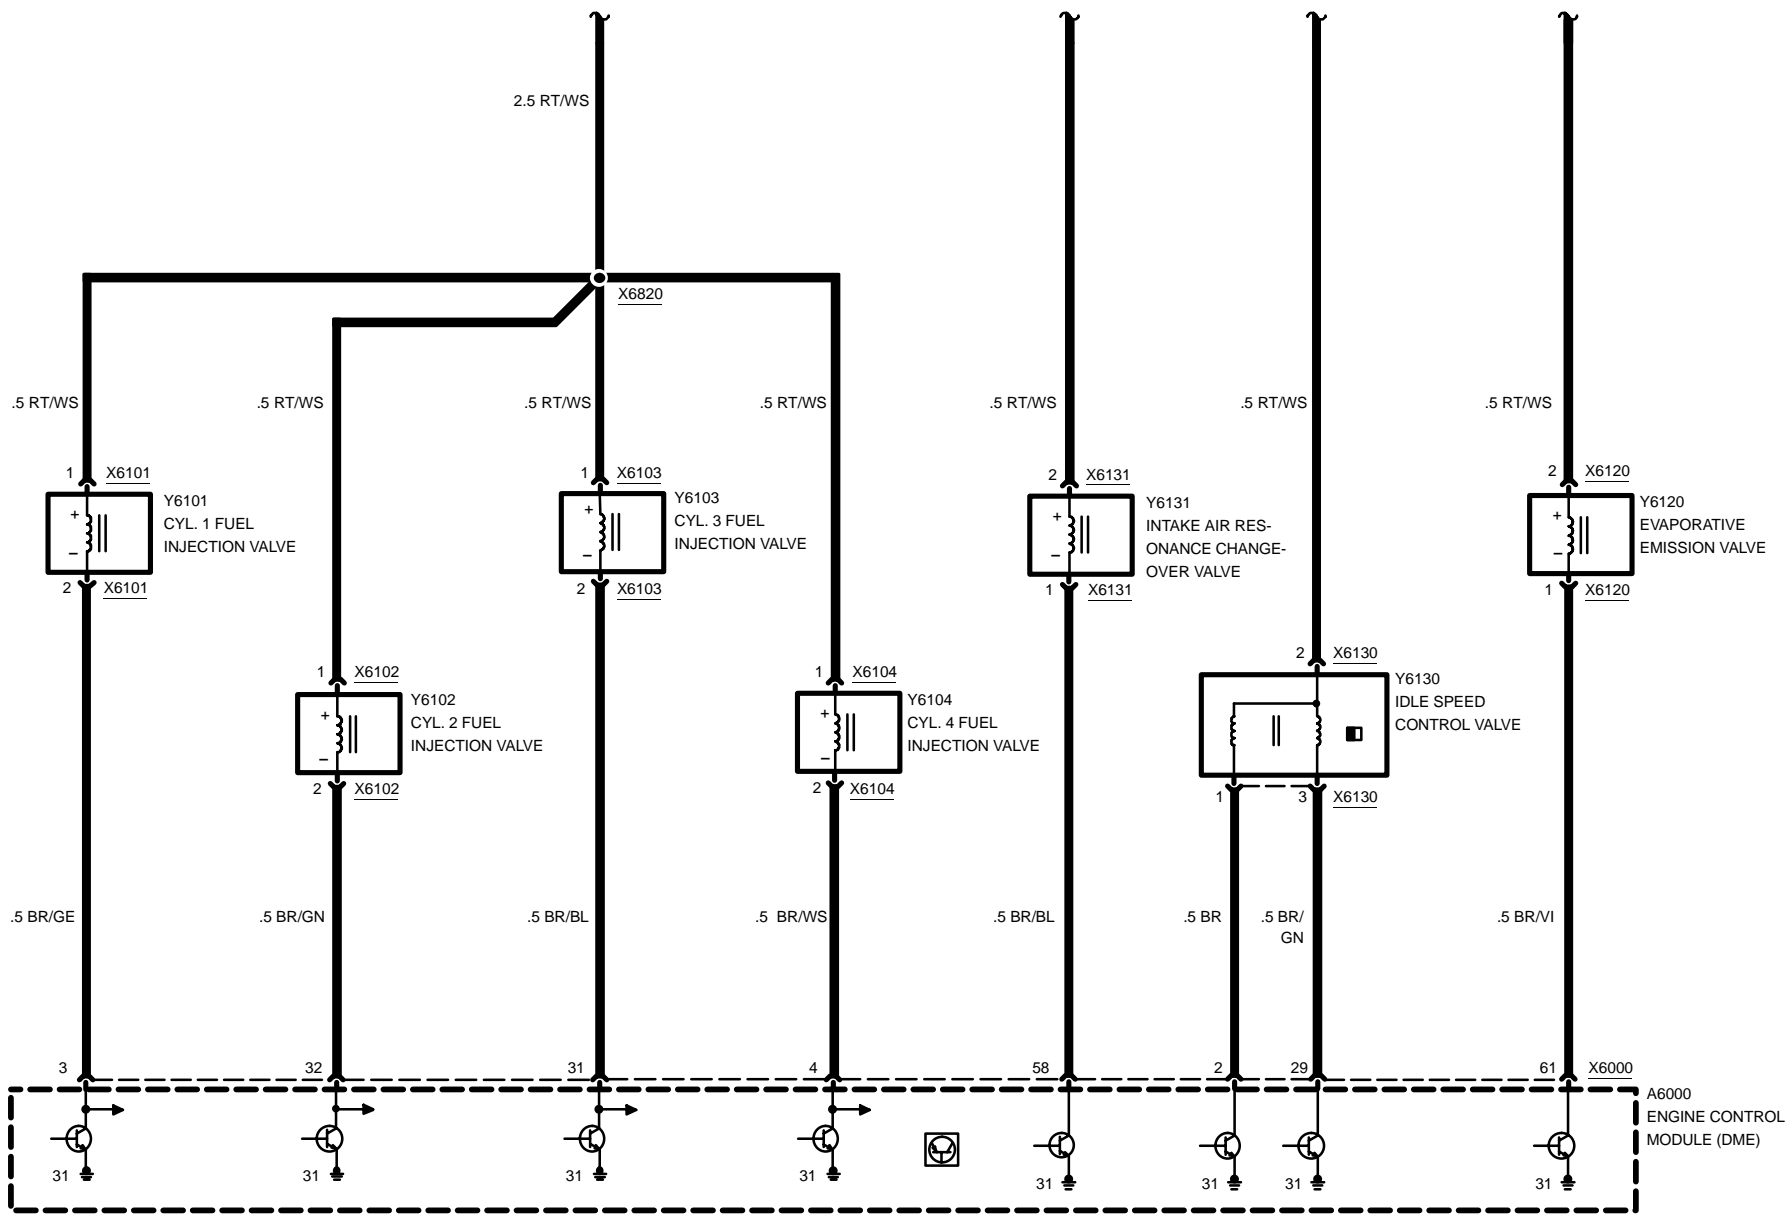 2.5 RT/WS
X6820
.5 RT/WS
.5 RT/WS
.5 RT/WS
.5 RT/WS
.5 RT/WS
.5 RT/WS
.5 RT/WS
1 X6101
+
−
Y6101
CYL. 1 FUEL
INJECTION VALVE
2 X6101
1 X6103
+
−
Y6103
CYL. 3 FUEL
INJECTION VALVE
2 X6103
2 X6131
+
−
Y6131
INTAKE AIR RES-
ONANCE CHANGE-
OVER VALVE
1 X6131
2 X6120
+
−
Y6120
EVAPORATIVE
EMISSION VALVE
1 X6120
1 X6102
+
−
Y6102
CYL. 2 FUEL
INJECTION VALVE
2 X6102
1 X6104
+
−
Y6104
CYL. 4 FUEL
INJECTION VALVE
2 X6104
2 X6130
Y6130
IDLE SPEED
CONTROL VALVE
1 3 X6130
.5 BR/GE
.5 BR/GN
.5 BR/BL
.5 BR/WS
.5 BR/BL
.5 BR
.5 BR/
GN
.5 BR/VI
3 32 31 4 58 2 29 61 X6000
A6000
ENGINE CONTROL
MODULE (DME)
31 31 31 31 31 31 31 31